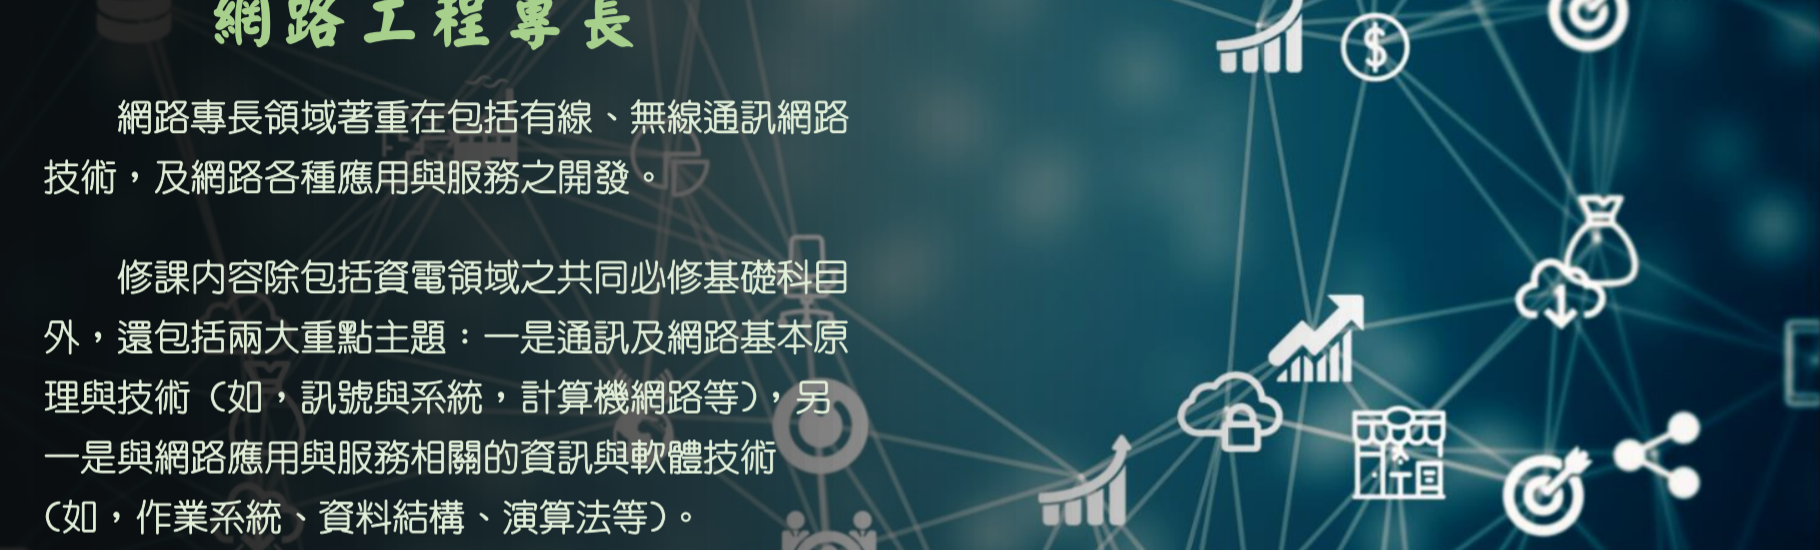 網路工程專長
網路專長領域著重在包括有線、無線通訊網路
技術，及網路各種應用與服務之開發。
修課內容除包括資電領域之共同必修基礎科目
外，還包括兩大重點主題：一是通訊及網路基本原
理與技術（如，訊號與系統，計算機網路等），另
一是與網路應用與服務相關的資訊與軟體技術
(如，作業系統、資料結構、演算法等)。